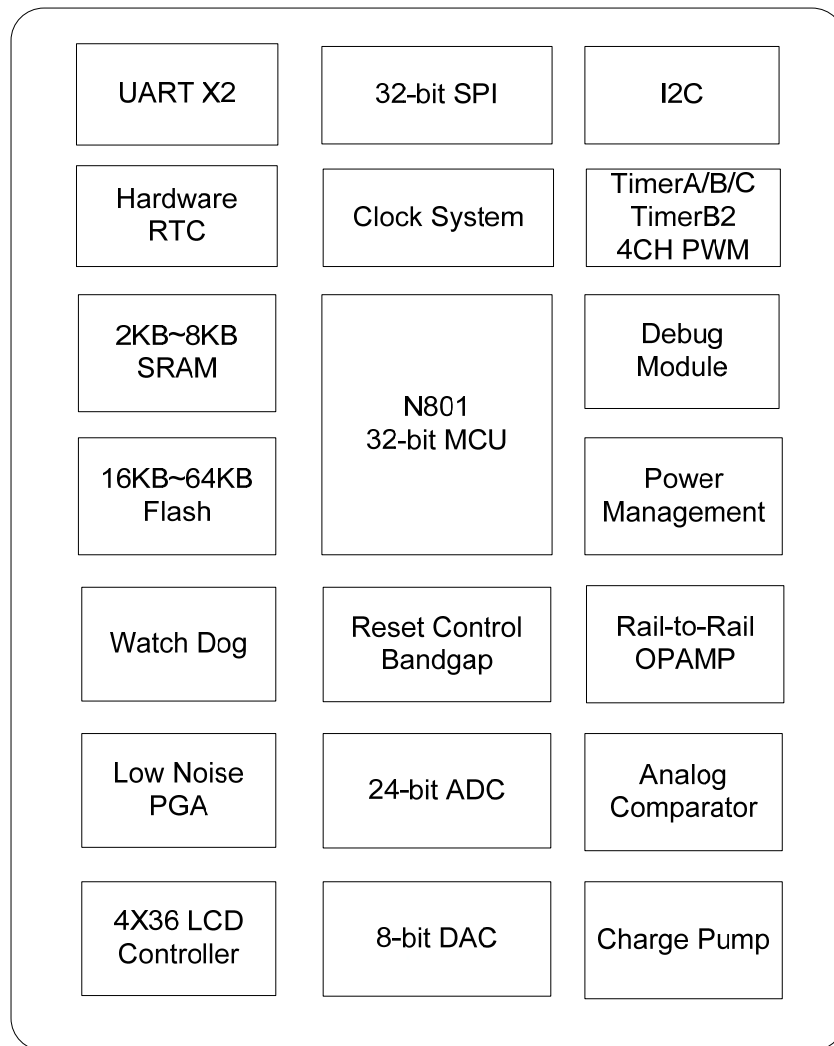 UART X2
32-bit SPI
I2C
Hardware
RTC
Clock System
TimerA/B/C
TimerB2
4CH PWM
2KB~8KB
SRAM
N801
32-bit MCU
Debug
Module
16KB~64KB
Flash
Power
Management
Watch Dog
Reset Control
Bandgap
Rail-to-Rail
OPAMP
Low Noise
PGA
24-bit ADC
Analog
Comparator
4X36 LCD
Controller
8-bit DAC
Charge Pump